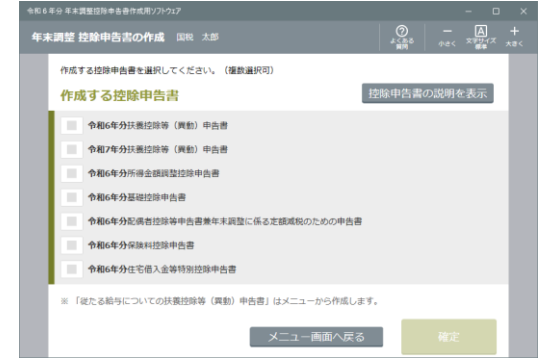 令和6年分 年末調整控除申告書作成用ソフトウェア
年末調整 控除申告書の作成 国税 太郎
よくある質問
小さく 文字サイズ標準 大きく
作成する控除申告書を選択してください。（複数選択可）
作成する控除申告書 控除申告書の説明を表示
令和6年分扶養控除等（異動）申告書
令和7年分扶養控除等（異動）申告書
令和6年分所得金額調整控除申告書
令和6年分基礎控除申告書
令和6年分配偶者控除等申告書兼年末調整に係る定額減税のための申告書
令和6年分保険料控除申告書
令和6年分住宅借入金等特別控除申告書
※ 「従たる給与についての扶養控除等（異動）申告書」はメニューから作成します。
メニュー画面へ戻る 確定